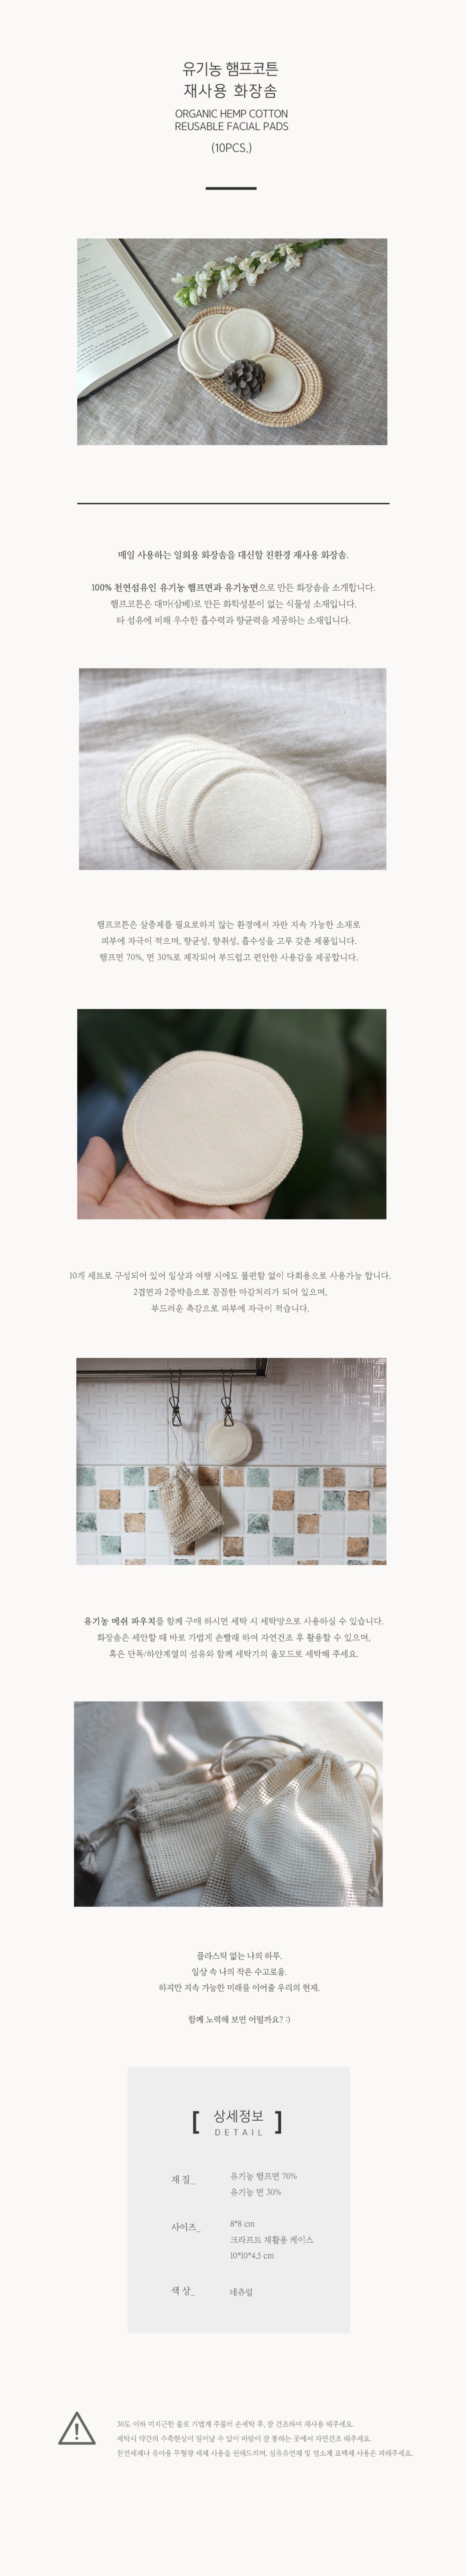 유기농 햄프코튼
재사용 화장솜
ORGANIC HEMP COTTON
REUSABLE FACIAL PADS
(10PCS.)
매일 사용하는 일회용 화장솜을 대신할 친환경 재사용 화장솜.
100% 천연섬유인 유기농 햄프면과 유기농면으로 만든 화장솜을 소개합니다.
햄프코튼은 대마(삼베)로 만든 화학성분이 없는 식물성 소재입니다.
타 섬유에 비해 우수한 흡수력과 향균력을 제공하는 소재입니다.
햄프코튼은 살충제를 필요로하지 않는 환경에서 자란 지속 가능한 소재로
피부에 자극이 적으며, 향균성, 향취성, 흡수성을 고루 갖춘 제품입니다.
햄프면 70%, 면 30%로 제작되어 부드럽고 편안한 사용감을 제공합니다.
10개 세트로 구성되어 있어 일상과 여행 시에도 불편함 없이 다회용으로 사용가능 합니다.
2겹면과 2중박음으로 꼼꼼한 마감처리가 되어 있으며,
부드러운 촉감으로 피부에 자극이 적습니다.
유기농 메쉬 파우치를 함께 구매 하시면 세탁 시 세탁망으로 사용하실 수 있습니다.
화장솜은 세안할 때 바로 가볍게 손빨래 하여 자연건조 후 활용할 수 있으며,
혹은 단독/하얀계열의 섬유와 함께 세탁기의 울모드로 세탁해 주세요.
플라스틱 없는 나의 하루.
일상 속 나의 작은 수고로움.
하지만 지속 가능한 미래를 이어줄 우리의 현재.
함께 노력해 보면 어떨까요? :)
[ 상세정보 ]
DETAIL
재 질_
유기농 햄프면 70%
유기농 면 30%
사이즈_
8*8 cm
크라프트 재활용 케이스
10*10*4.5 cm
색 상_
네츄럴
30도 이하 미지근한 물로 가볍게 주물러 손세탁 후, 잘 건조하여 재사용 해주세요.
세탁시 약간의 수축현상이 일어날 수 있어 바람이 잘 통하는 곳에서 자연건조 해주세요.
천연세제나 유아용 무형광 세제 사용을 권해드리며, 섬유유연제 및 염소계 표백제 사용은 피해주세요.